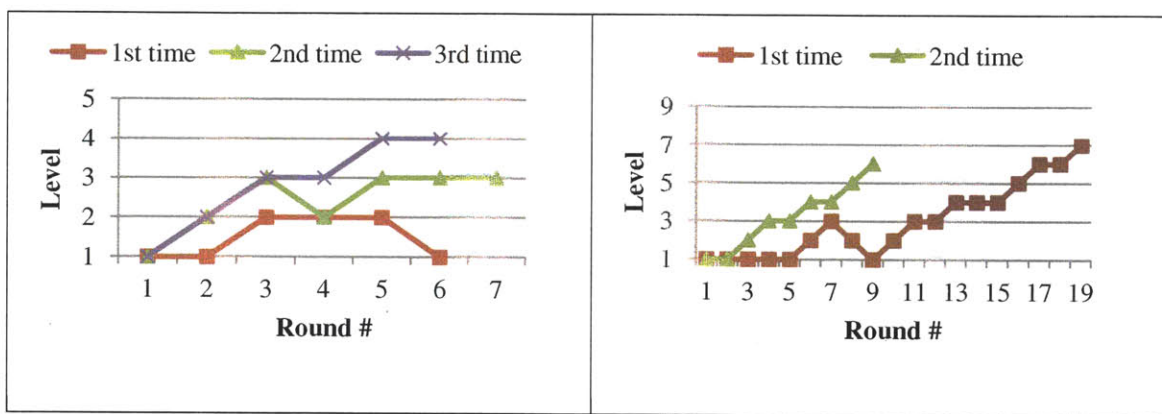 1st time 2nd time 3rd time
5
4
3
2
1
Level
1 2 3 4 5 6 7
Round #
1st time 2nd time
9
7
5
3
1
Level
1 3 5 7 9 11 13 15 17 19
Round #